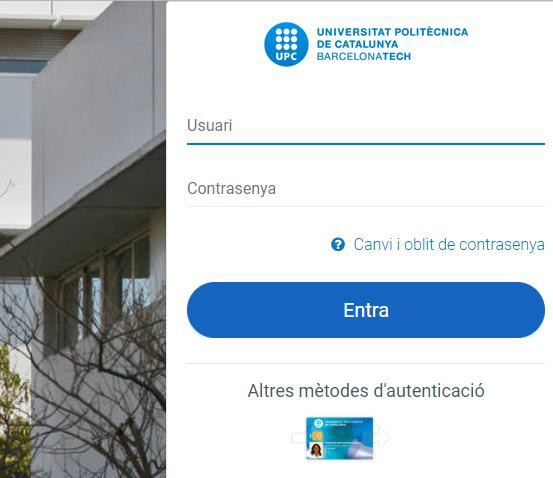 UNIVERSITAT POLITÈCNICA
DE CATALUNYA
BARCELONATECH
UPC
Usuari
Contrasenya
? Canvi i oblit de contrasenya
Entra
Altres mètodes d'autenticació